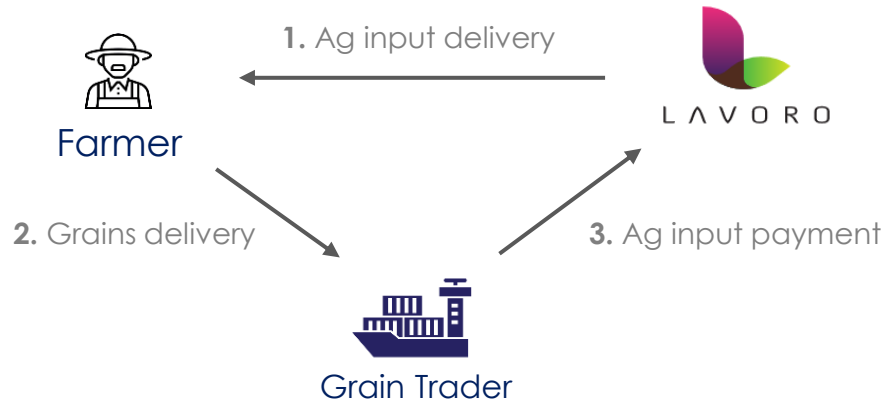 1. Ag input delivery
LAVORO
Farmer
2. Grains delivery
3. Ag input payment
Grain Trader